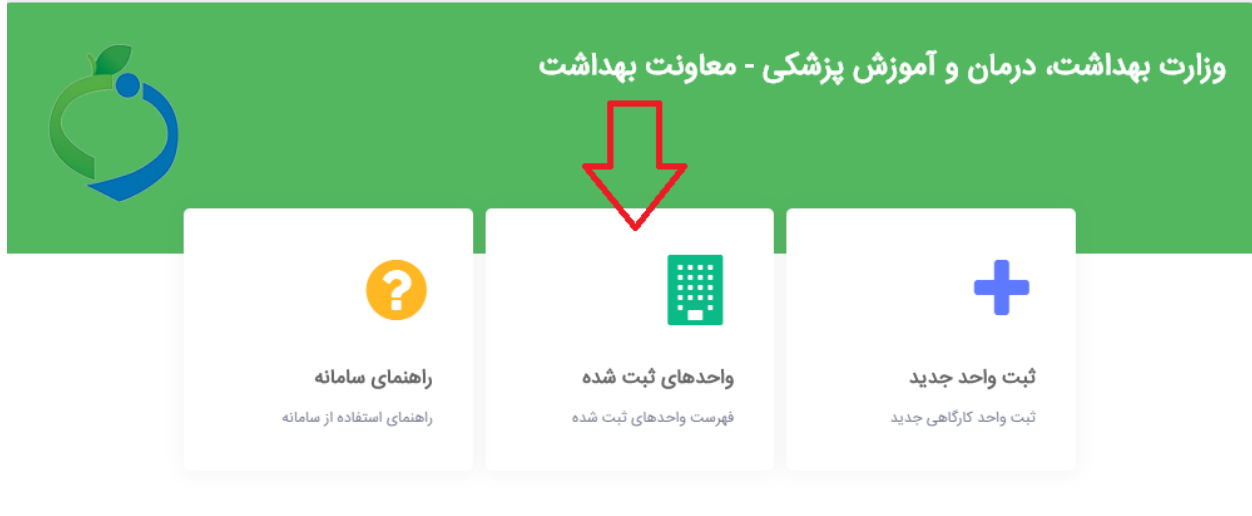 وزارت بهداشت، درمان و آموزش پزشکی - معاونت بهداشت
ثبت واحد جدید
ثبت واحد کارگاهی جدید
واحدهای ثبت شده
فهرست واحدهای ثبت شده
راهنمای سامانه
راهنمای استفاده از سامانه